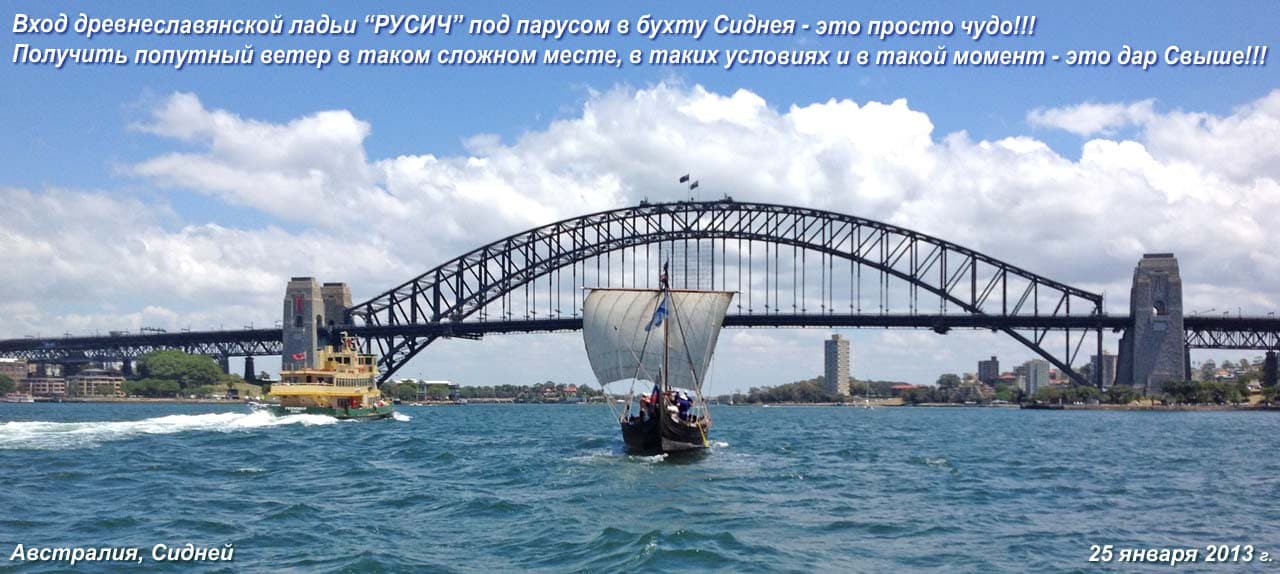 Вход древнеславянской ладьи “РУСИЧ” под парусом в бухту Сиднея - это просто чудо!!!
Получить попутный ветер в таком сложном месте, в таких условиях и в такой момент - это дар Свыше!!!
Австралия, Сидней
25 января 2013 г.